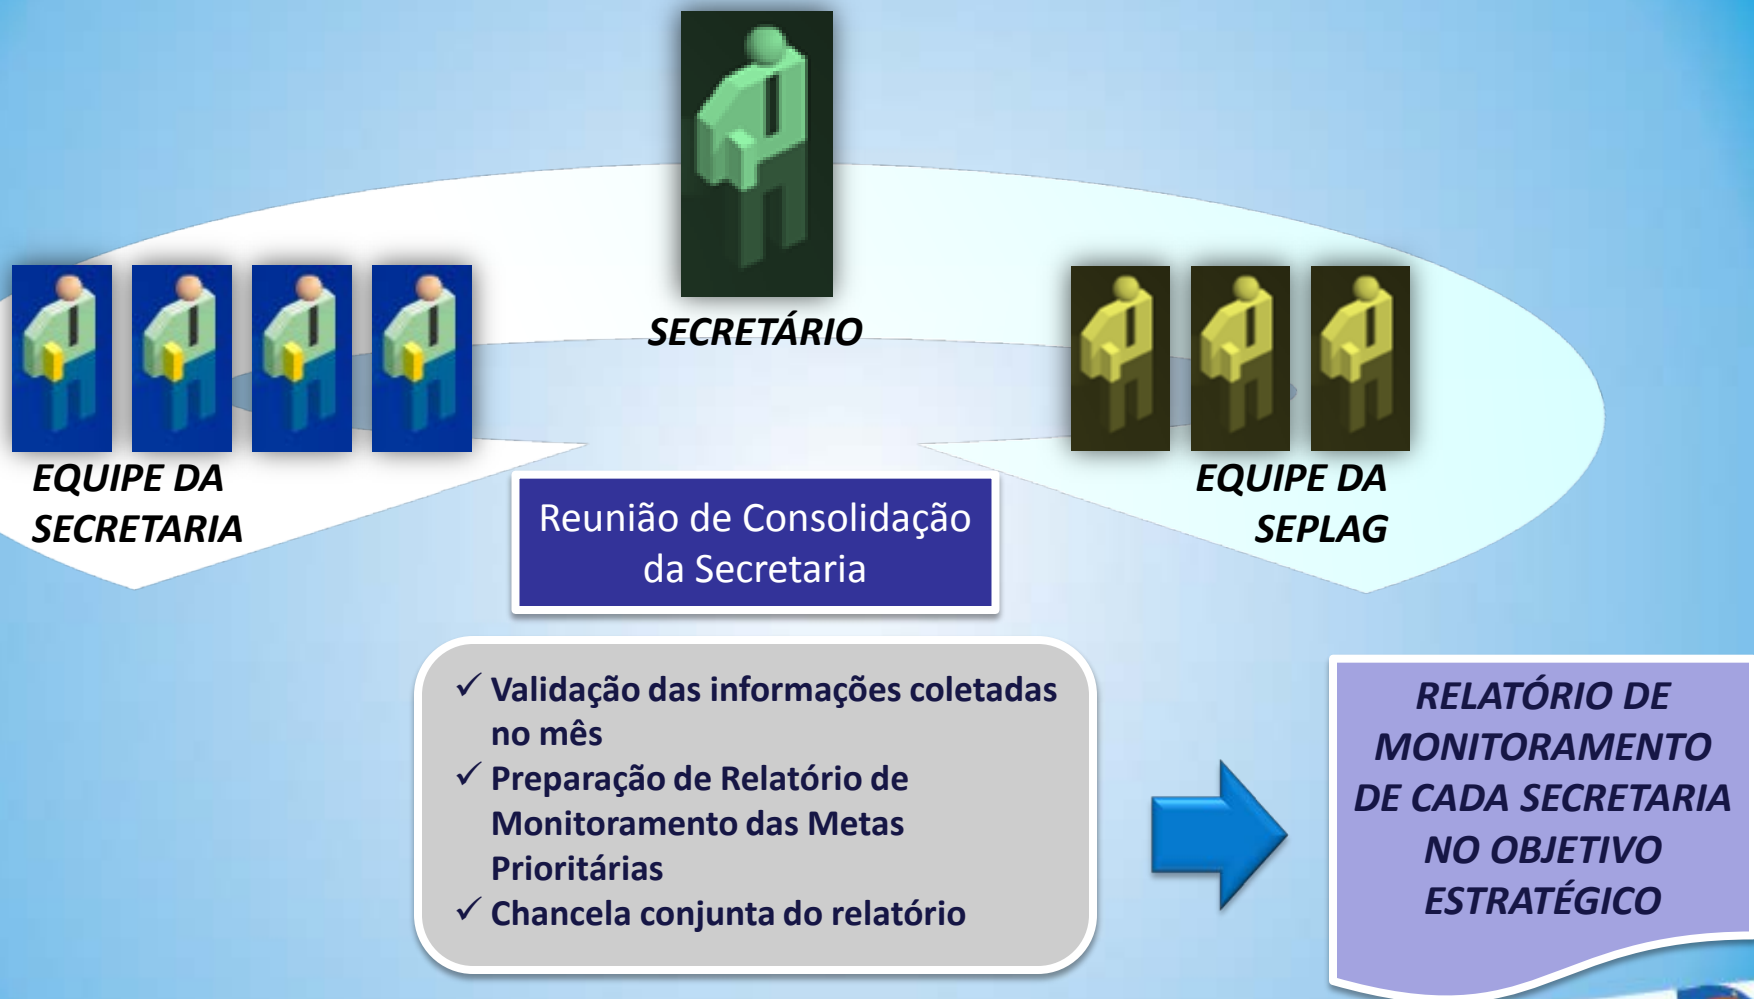 SECRETÁRIO
EQUIPE DA
SECRETARIA
EQUIPE DA
SEPLAG
Reunião de Consolidação
da Secretaria
✓ Validação das informações coletadas
no mês
✓ Preparação de Relatório de
Monitoramento das Metas
Prioritárias
✓ Chancela conjunta do relatório
RELATÓRIO DE
MONITORAMENTO
DE CADA SECRETARIA
NO OBJETIVO
ESTRATÉGICO